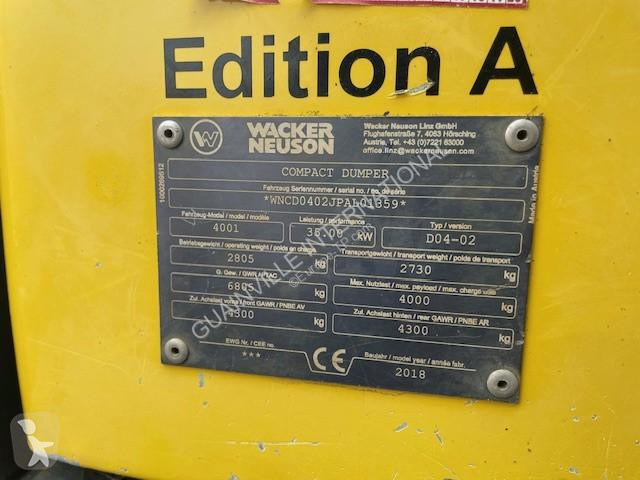 Edition A
WACKER
NEUSON
Wacker Neuson Linz GmbH
Flughafenstraße 7, 4063 Hörsching
Austria, Tel. +43 (0)7221 63000
office.linz@wackerneuson.com
COMPACT DUMPER
Fahrzeug Seriennummer / serial no. / no. de série
*WNCD0402JPAL01359*
Fahrzeug-Model / model / modèle
4001
Leistung / performance
35.00 kW
Typ / version
D04-02
Betriebsgewicht / operating weight / poids en charge
2805 kg
Transportgewicht / transport weight / poids de transport
2730 kg
G. Gew. / GVW / PTAC
6805 kg
Max. Nutzlast / max. payload / max. charge utile
4000 kg
Zul. Achslast vorne / front GAWR / PNBE AV
4300 kg
Zul. Achslast hinten / rear GAWR / PNBE AR
4300 kg
EWG Nr. / CEE no.
***
CE
Baujahr / model year / année fabr.
2018
1000269512
Made in Austria
GUAINVILLE INTERNATIONAL